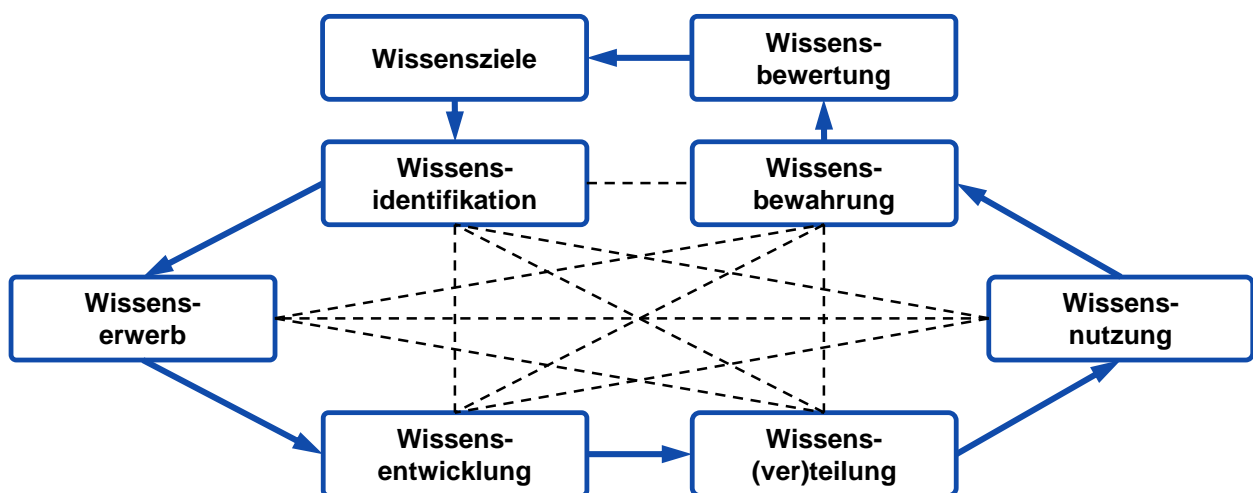 Wissensziele
Wissens-
bewertung
Wissens-
identifikation
Wissens-
bewahrung
Wissens-
erwerb
Wissens-
nutzung
Wissens-
entwicklung
Wissens-
(ver)teilung